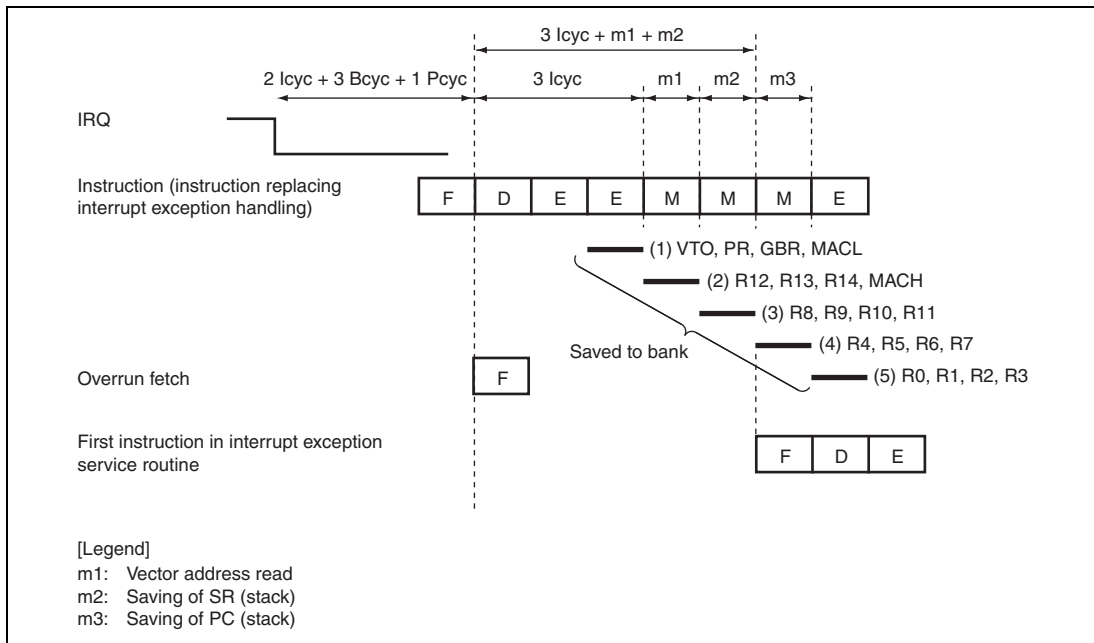 3 Icyc + m1 + m2
2 Icyc + 3 Bcyc + 1 Pcyc 3 Icyc m1 m2 m3
IRQ
Instruction (instruction replacing
interrupt exception handling)
F D E E M M M E
(1) VTO, PR, GBR, MACL
(2) R12, R13, R14, MACH
(3) R8, R9, R10, R11
Saved to bank
(4) R4, R5, R6, R7
Overrun fetch
F
(5) R0, R1, R2, R3
First instruction in interrupt exception
service routine
F D E
[Legend]
m1: Vector address read
m2: Saving of SR (stack)
m3: Saving of PC (stack)